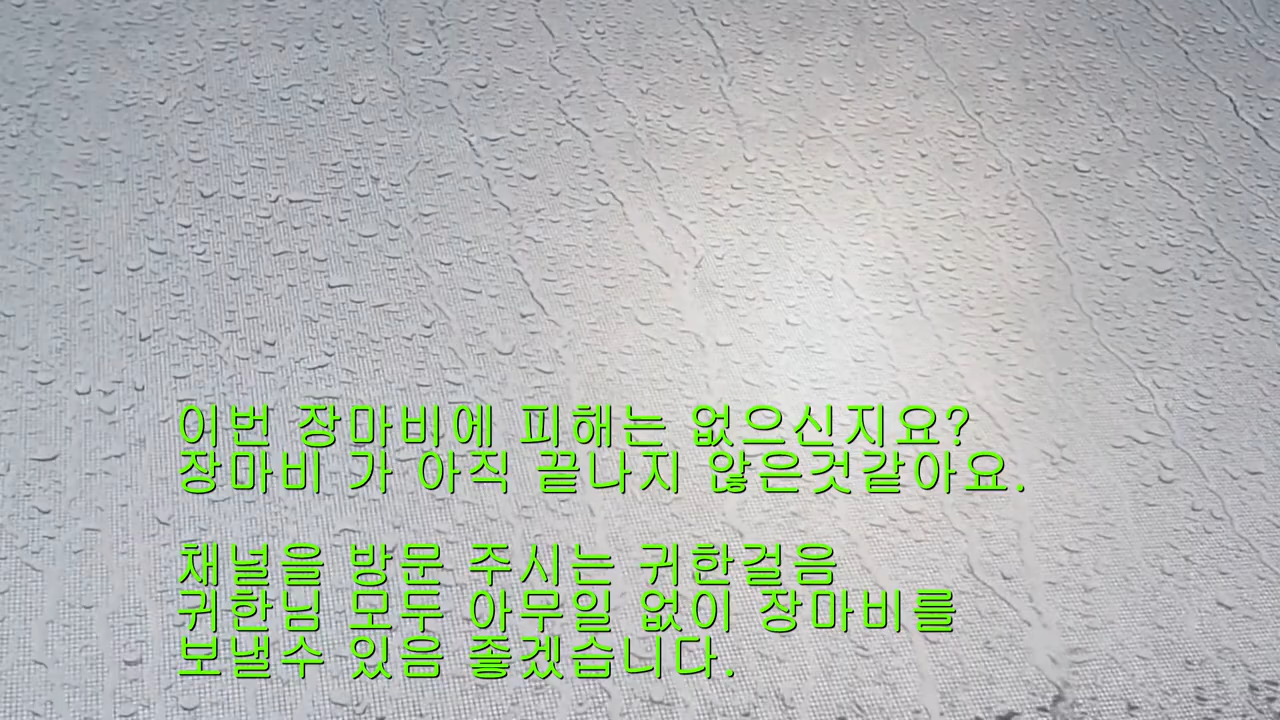 이번 장마비에 피해는 없으신지요?
장마비 가 아직 끝나지 않은것같아요.
채널을 방문 주시는 귀한걸음
귀한님 모두 아무일 없이 장마비를
보낼수 있음 좋겠습니다.